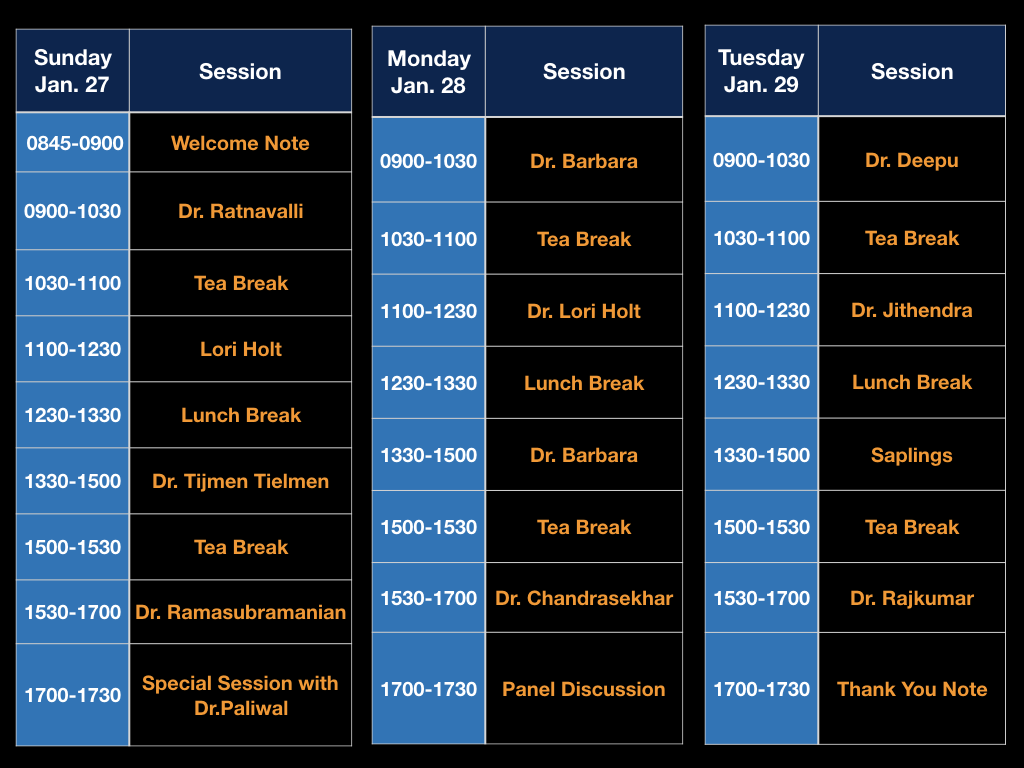 Sunday
Jan. 27
Session
0845-0900
Welcome Note
0900-1030
Dr. Ratnavalli
1030-1100
Tea Break
1100-1230
Lori Holt
1230-1330
Lunch Break
1330-1500
Dr. Tijmen Tielmen
1500-1530
Tea Break
1530-1700
Dr. Ramasubramanian
1700-1730
Special Session with
Dr.Paliwal
Monday
Jan. 28
Session
0900-1030
Dr. Barbara
1030-1100
Tea Break
1100-1230
Dr. Lori Holt
1230-1330
Lunch Break
1330-1500
Dr. Barbara
1500-1530
Tea Break
1530-1700
Dr. Chandrasekhar
1700-1730
Panel Discussion
Tuesday
Jan. 29
Session
0900-1030
Dr. Deepu
1030-1100
Tea Break
1100-1230
Dr. Jithendra
1230-1330
Lunch Break
1330-1500
Saplings
1500-1530
Tea Break
1530-1700
Dr. Rajkumar
1700-1730
Thank You Note